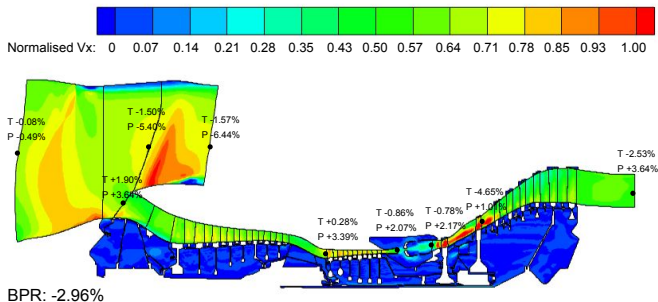 Normalised Vx: 0 0.07 0.14 0.21 0.28 0.35 0.43 0.50 0.57 0.64 0.71 0.78 0.85 0.93 1.00
T -0.08%
P -0.49%
T -1.50%
P -5.40%
T -1.57%
P -6.44%
T +1.90%
P +3.64%
T +0.28%
P +3.39%
T -0.86%
P +2.07%
T -0.78%
P +2.17%
T -4.65%
P +1.07%
T -2.53%
P +3.64%
BPR: -2.96%